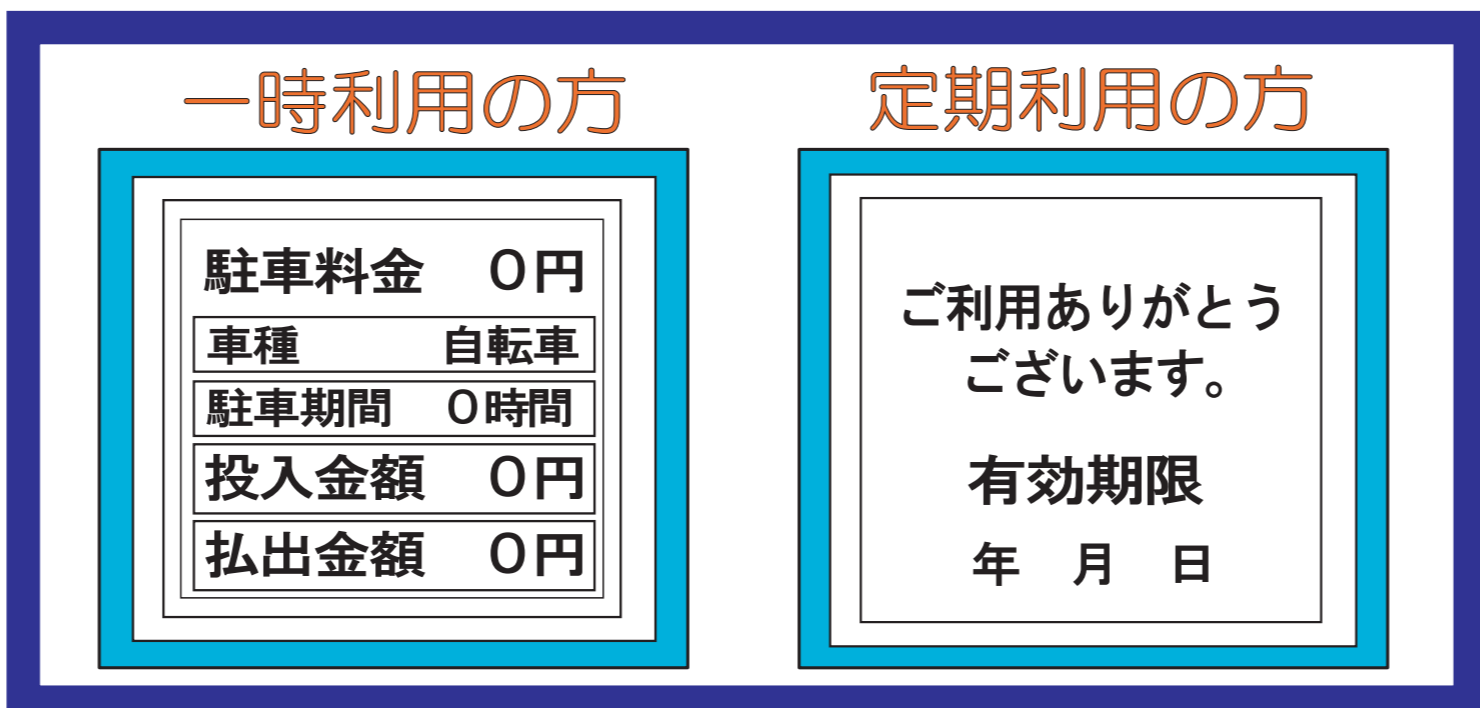 一時利用の方
駐車料金　0円
車種　自転車
駐車期間　0時間
投入金額　0円
払出金額　0円
定期利用の方
ご利用ありがとう
ございます。
有効期限
年　月　日